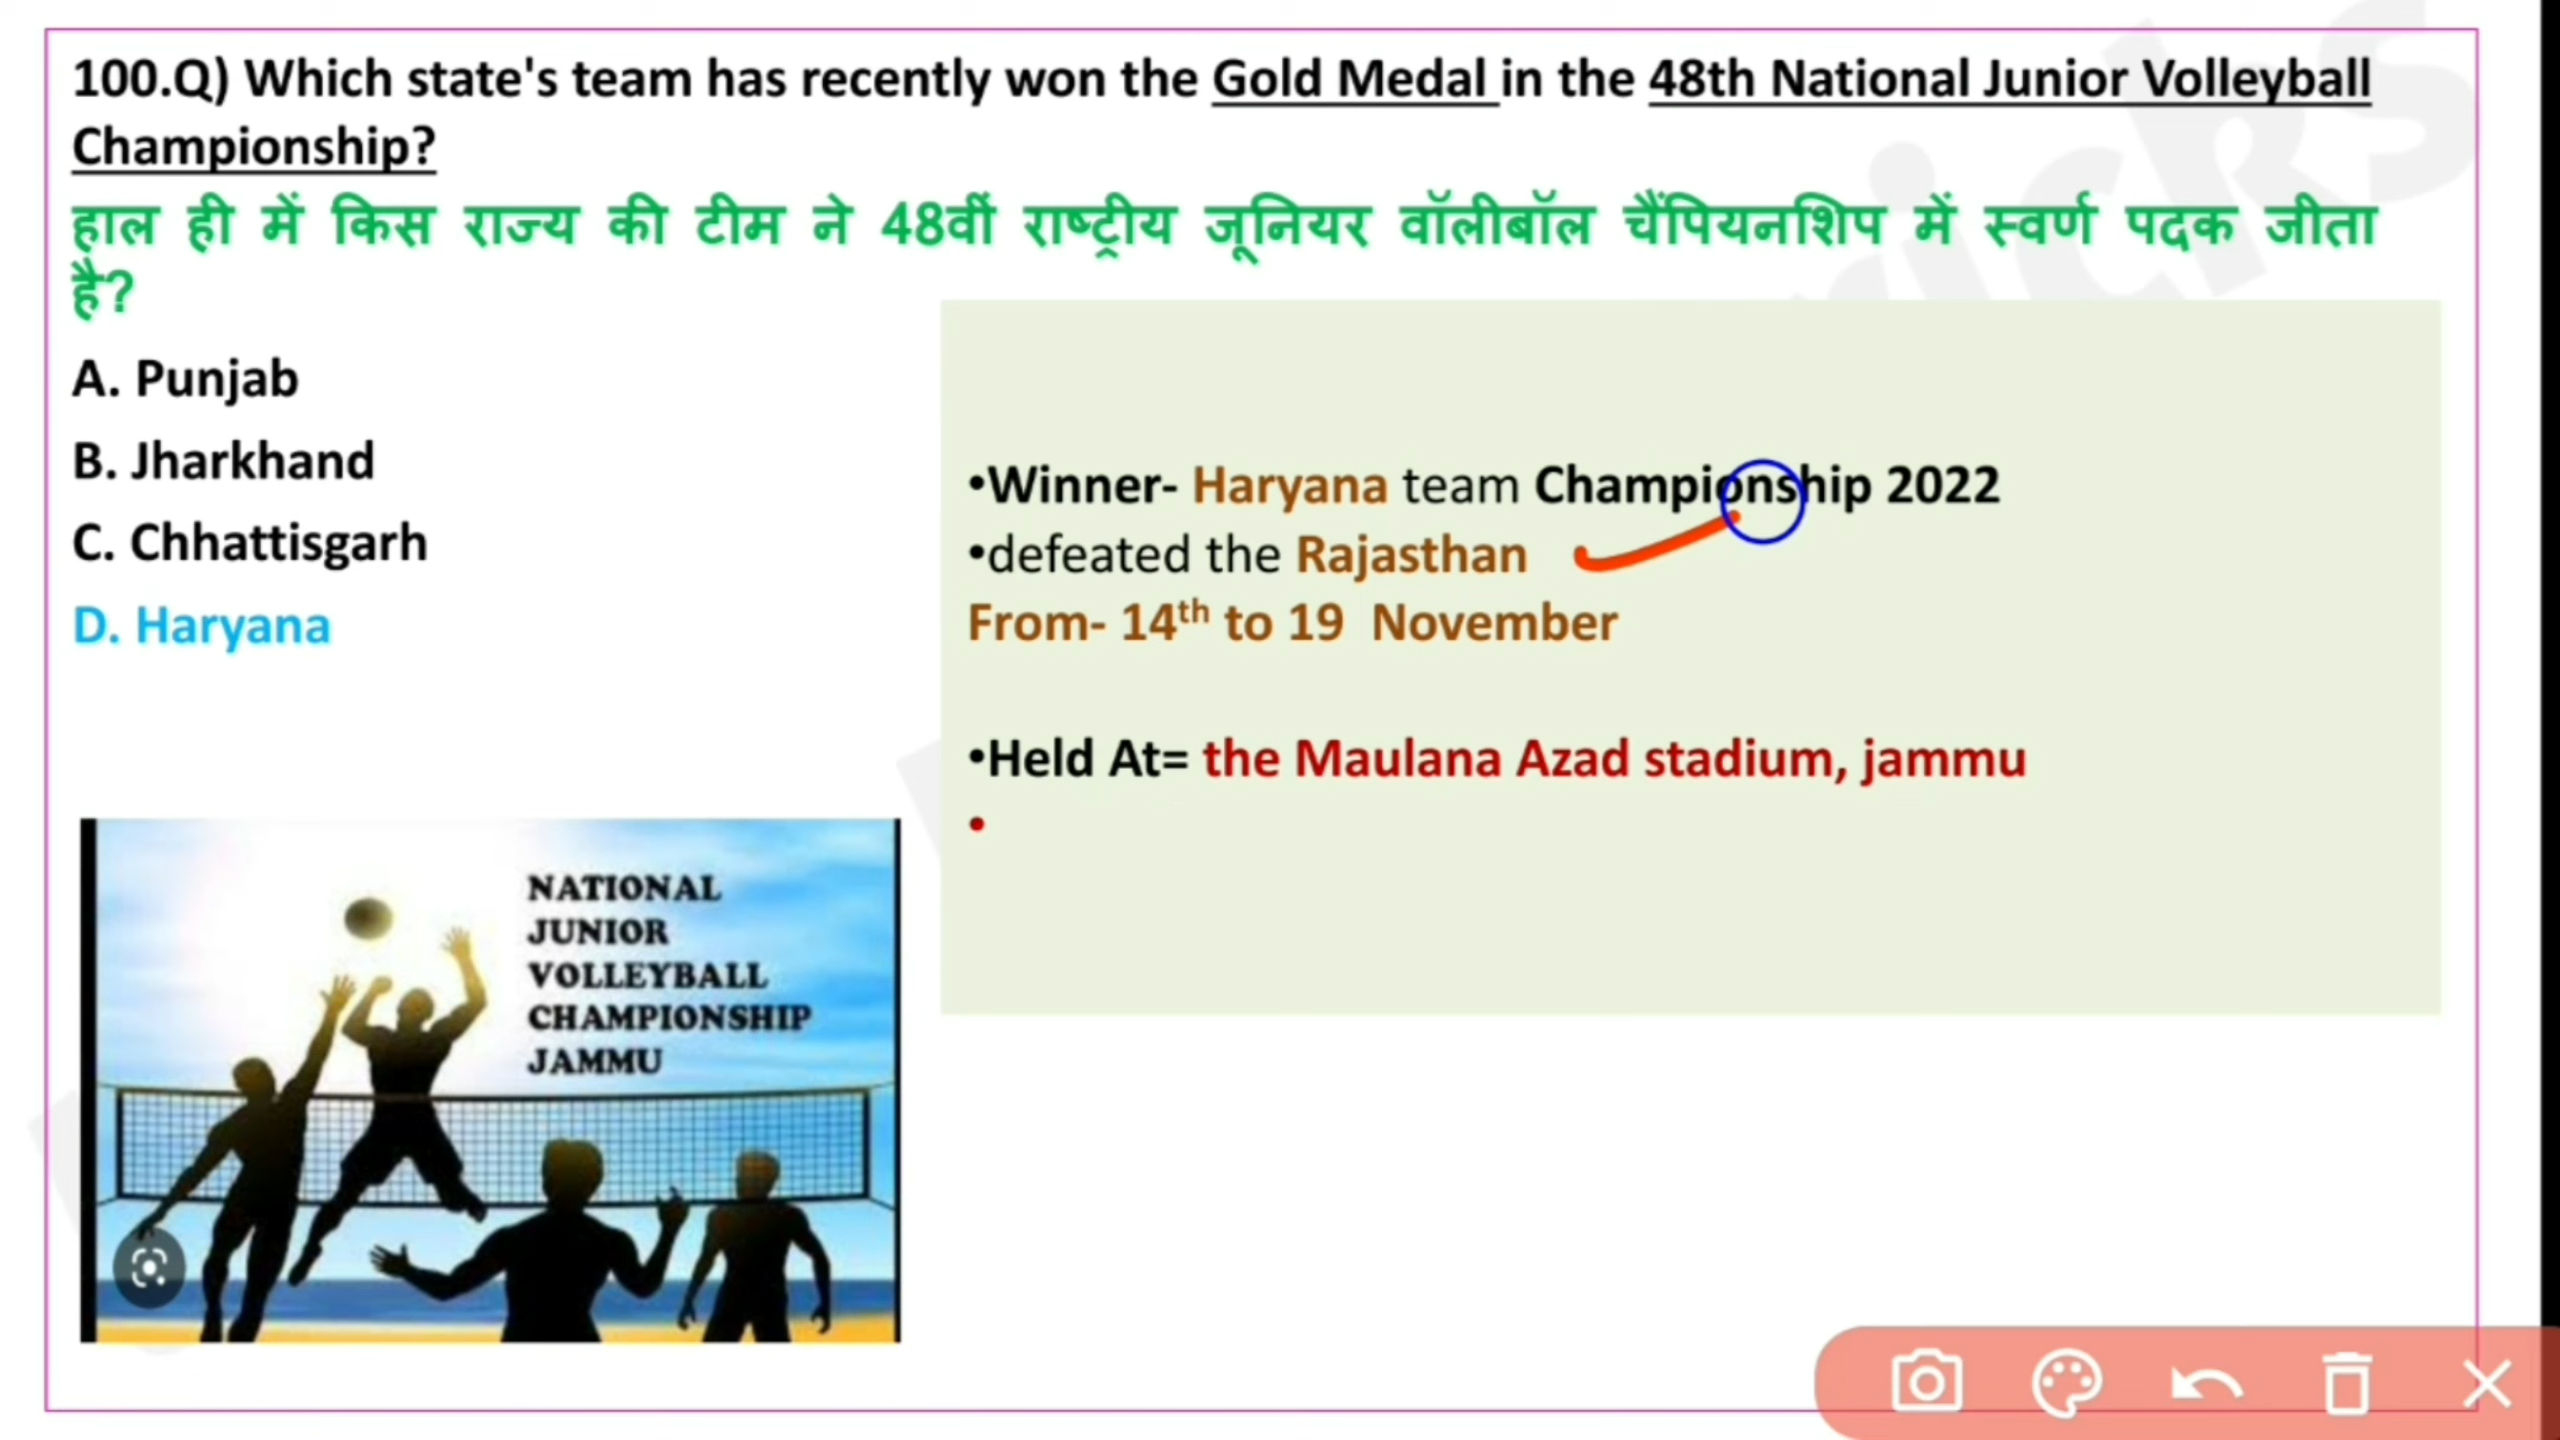 100.Q) Which state's team has recently won the Gold Medal in the 48th National Junior Volleyball
Championship?
हाल ही में किस राज्य की टीम ने 48वीं राष्ट्रीय जूनियर वॉलीबॉल चैंपियनशिप में स्वर्ण पदक जीता
है?
A. Punjab
B. Jharkhand
C. Chhattisgarh
D. Haryana
•Winner- Haryana team Championship 2022
•defeated the Rajasthan
From- 14th to 19 November
•Held At= the Maulana Azad stadium, jammu
•
NATIONAL
JUNIOR
VOLLEYBALL
CHAMPIONSHIP
JAMMU